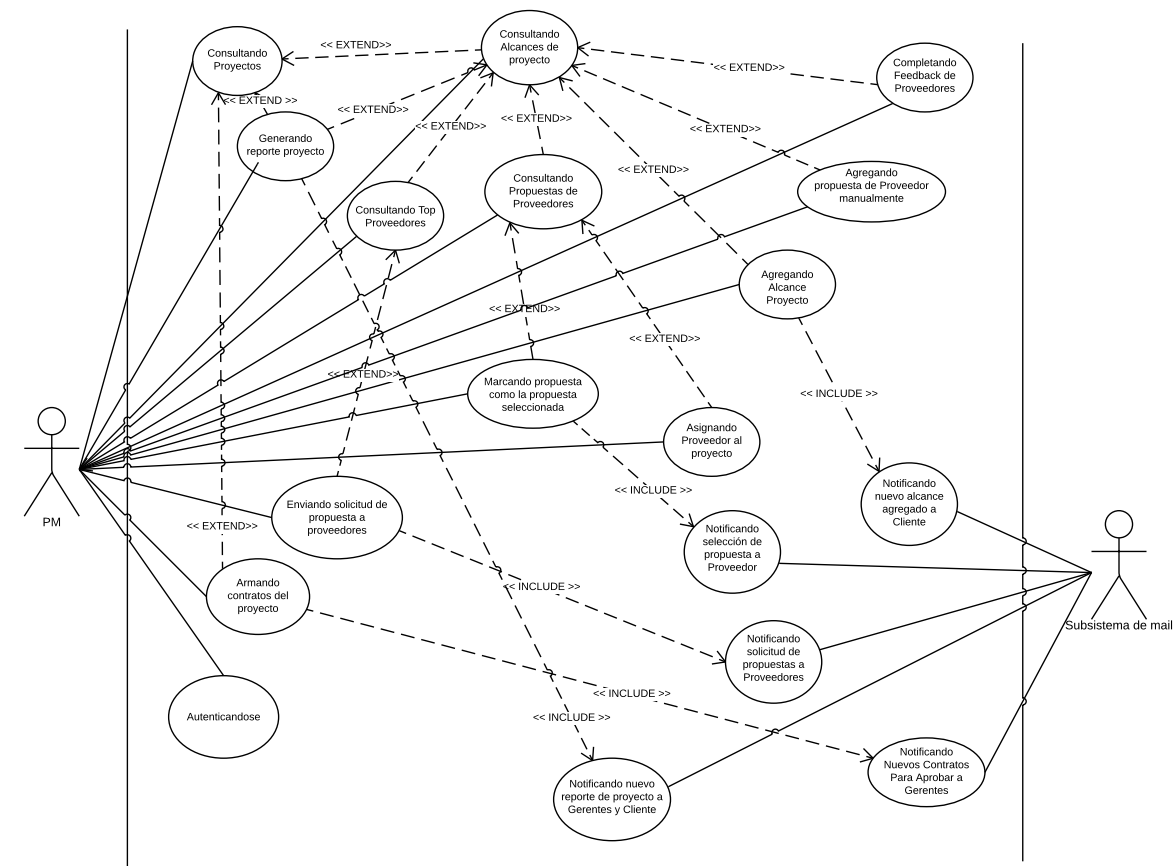 Consultando
Proyectos
<< EXTEND>>
Consultando
Alcances de
proyecto
<< EXTEND>>
Completando
Feedback de
Proveedores
<< EXTEND >>
Generando
reporte proyecto
<< EXTEND>>
<< EXTEND>>
<< EXTEND>>
<< EXTEND>>
<< EXTEND>>
Consultando Top
Proveedores
Consultando
Propuestas de
Proveedores
Agregando
propuesta de Proveedor
manualmente
Agregando
Alcance
Proyecto
<< EXTEND>>
<< EXTEND>>
<< EXTEND>>
Marcando propuesta
como la propuesta
seleccionada
<< INCLUDE >>
Asignando
Proveedor al
proyecto
PM
Enviando solicitud de
propuesta a
proveedores
<< INCLUDE >>
Notificando
nuevo alcance
agregado a
Cliente
<< EXTEND>>
Notificando
selección de
propuesta a
Proveedor
Armando
contratos del
proyecto
<< INCLUDE >>
Subsistema de mail
Notificando
solicitud de
propuestas a
Proveedores
<< INCLUDE >>
Autenticandose
<< INCLUDE >>
Notificando nuevo
reporte de proyecto a
Gerentes y Cliente
Notificando
Nuevos Contratos
Para Aprobar a
Gerentes